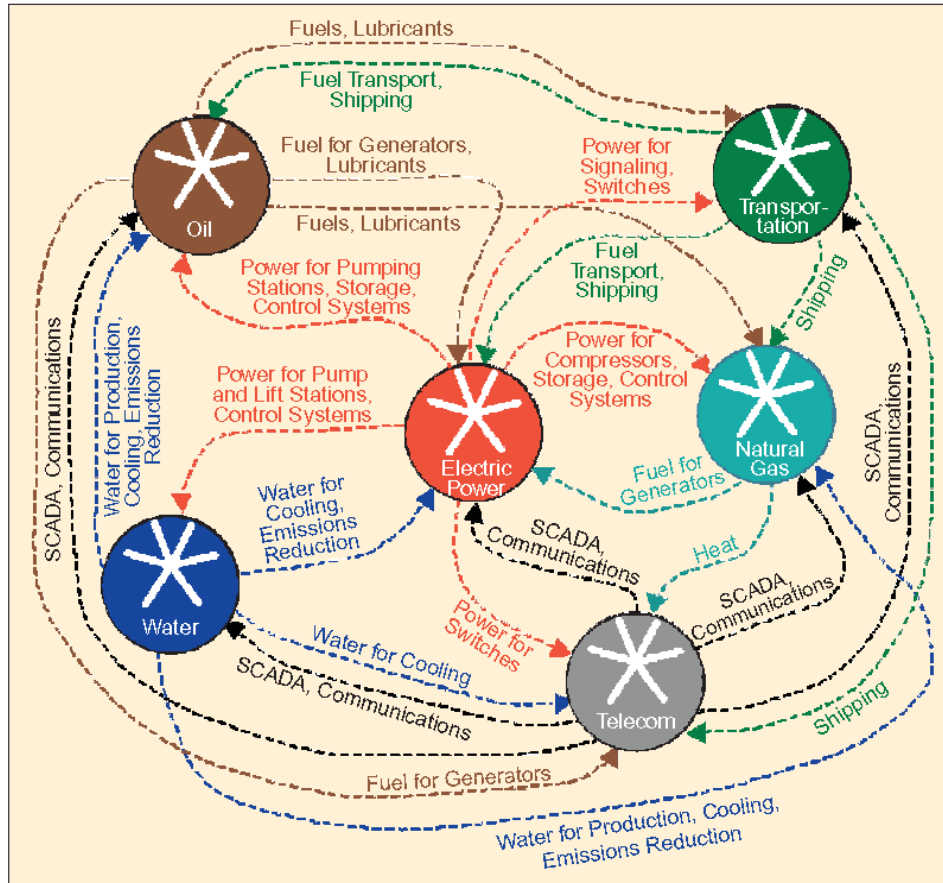 Fuels, Lubricants
Fuel Transport,
Shipping
Fuel for Generators,
Lubricants
Power for
Signaling,
Switches
Oil
Transpor-
tation
Fuels, Lubricants
Fuel
Transport,
Shipping
Shipping
Power for Pumping
Stations, Storage,
Control Systems
Power for
Compressors,
Storage, Control
Systems
Power for Pump
and Lift Stations,
Control Systems
SCADA, Communications
Water for Production,
Cooling, Emissions
Reduction
SCADA,
Communications
Electric
Power
Natural
Gas
Fuel for
Generators
Water for
Cooling,
Emissions
Reduction
SCADA,
Communications
Heat
SCADA,
Communications
Water
Power for
Switches
Water for Cooling
SCADA, Communications
Telecom
Shipping
Fuel for Generators
Water for Production, Cooling,
Emissions Reduction